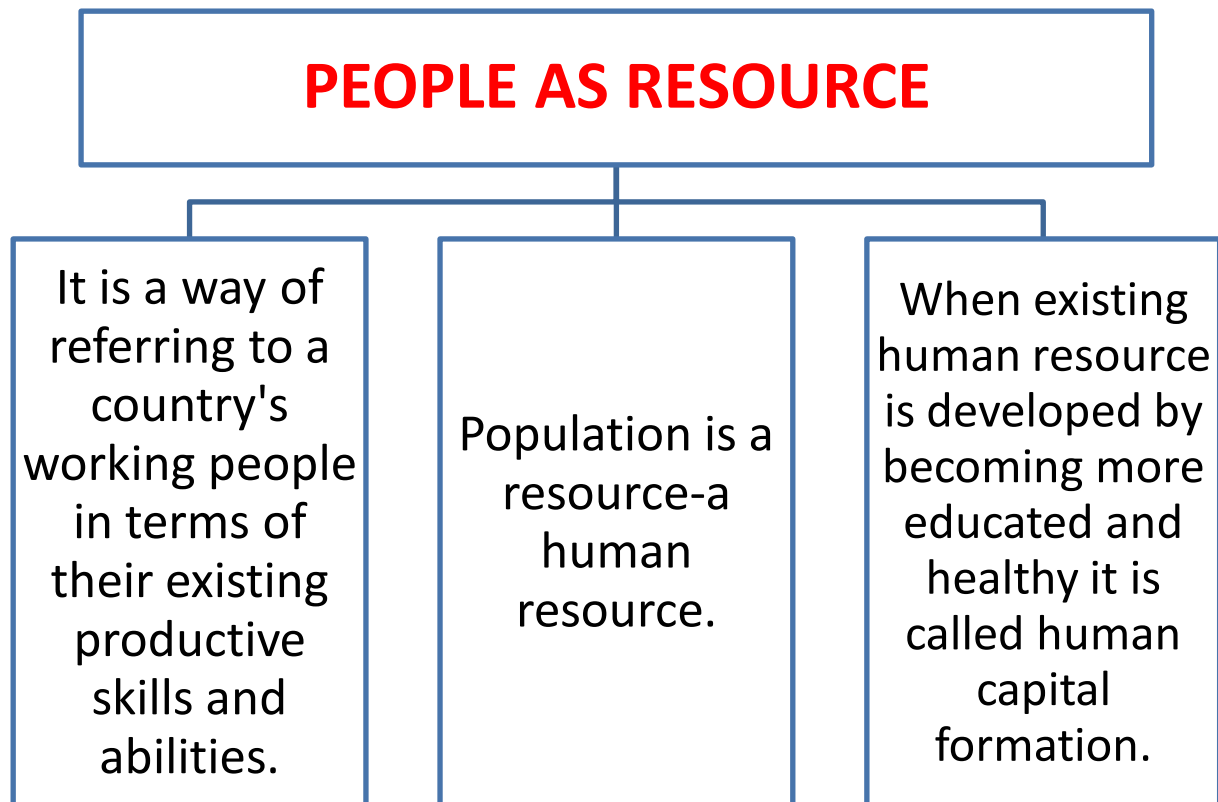 PEOPLE AS RESOURCE
It is a way of
referring to a
country's
working people
in terms of
their existing
productive
skills and
abilities.
Population is a
resource-a
human
resource.
When existing
human resource
is developed by
becoming more
educated and
healthy it is
called human
capital
formation.